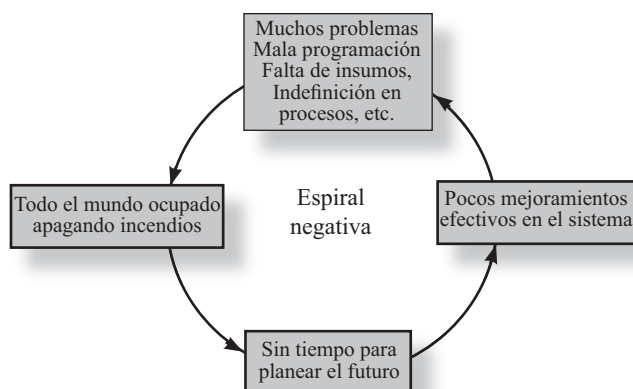 Muchos problemas
Mala programación
Falta de insumos,
Indefinición en
procesos, etc.
Todo el mundo ocupado
apagando incendios
Espiral
negativa
Pocos mejoramientos
efectivos en el sistema
Sin tiempo para
planear el futuro